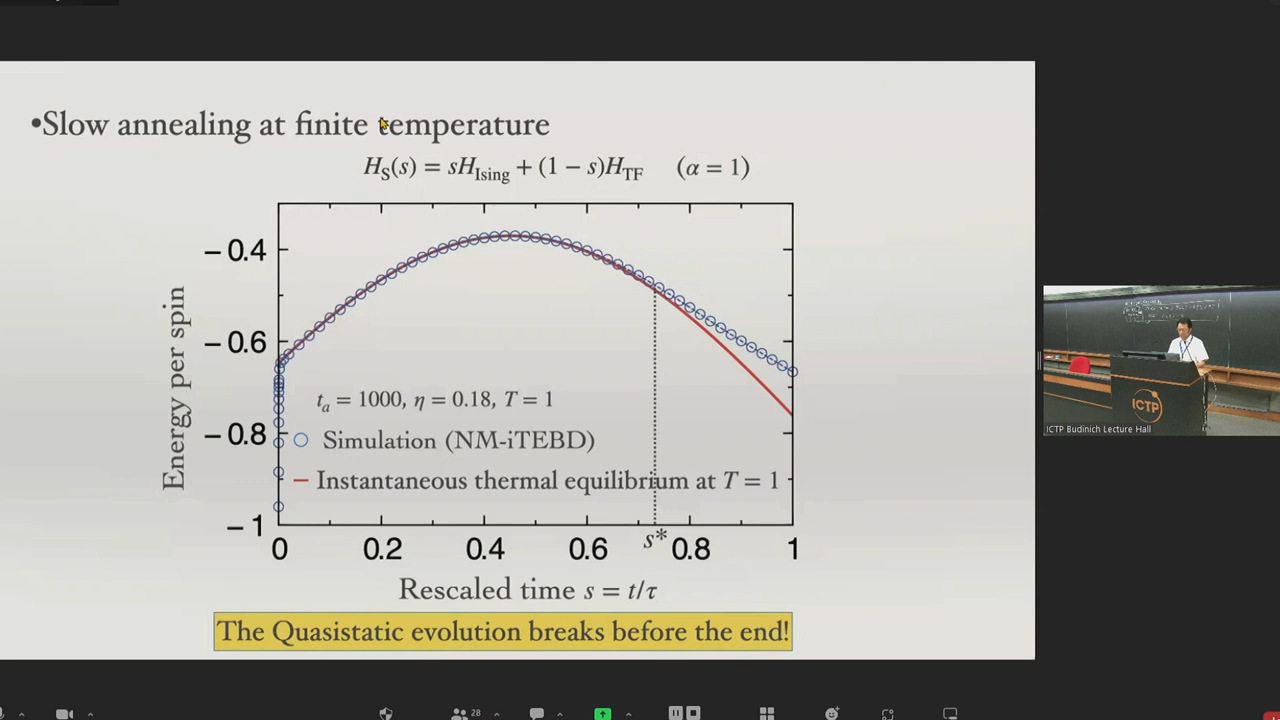 •Slow annealing at finite temperature
H_S(s) = sH_Ising + (1 − s)H_TF (α = 1)
Energy per spin
−0.4
−0.6
−0.8
−1
t_a = 1000, η = 0.18, T = 1
Simulation (NM-iTEBD)
Instantaneous thermal equilibrium at T = 1
0 0.2 0.4 0.6 s* 0.8 1
Rescaled time s = t/τ
The Quasistatic evolution breaks before the end!
ICTP
ICTP Budinich Lecture Hall
28